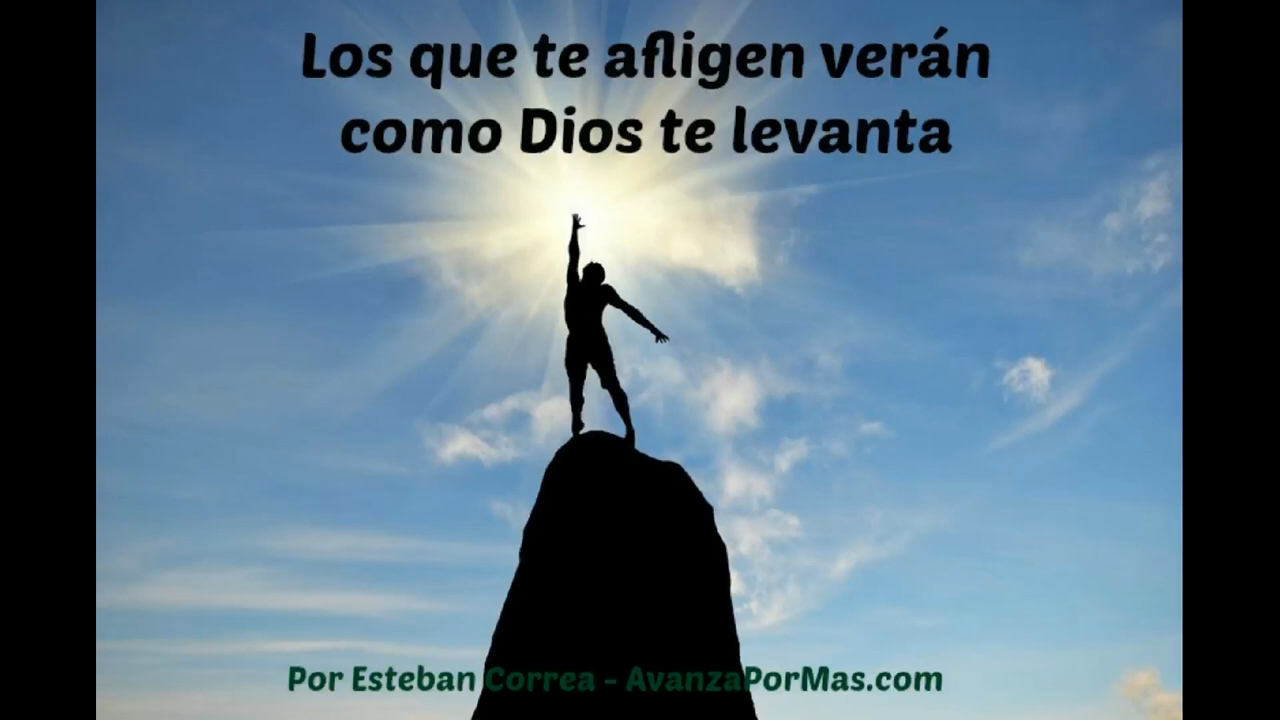 Los que te afligen verán
como Dios te levanta
Por Esteban Correa - AvanzaPorMas.com